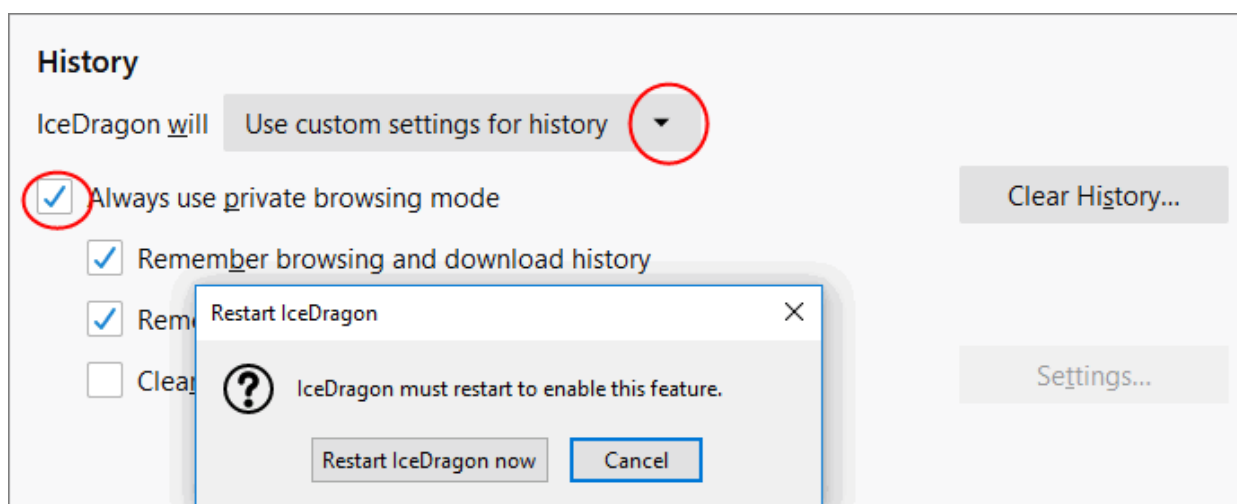 History
IceDragon will Use custom settings for history
Always use private browsing mode Clear History...
Remember browsing and download history
Restart IceDragon
IceDragon must restart to enable this feature.
Settings...
Restart IceDragon now Cancel